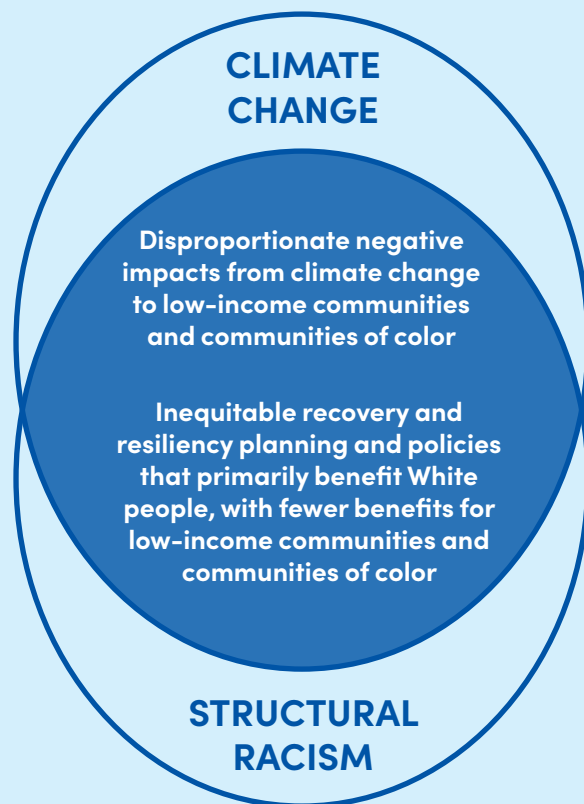 CLIMATE
CHANGE
Disproportionate negative
impacts from climate change
to low-income communities
and communities of color
Inequitable recovery and
resiliency planning and policies
that primarily benefit White
people, with fewer benefits for
low-income communities and
communities of color
STRUCTURAL
RACISM